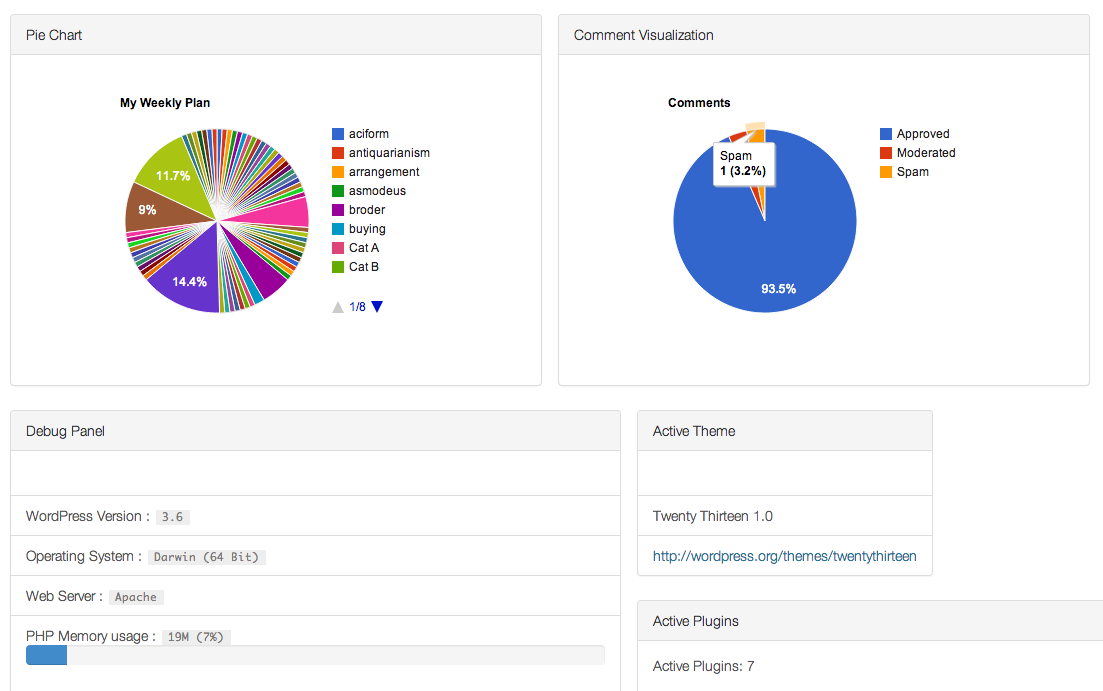 Pie Chart
My Weekly Plan
11.7%
9%
14.4%
aciform
antiquarianism
arrangement
asmodeus
broder
buying
Cat A
Cat B
1/8
Comment Visualization
Comments
Spam
1 (3.2%)
93.5%
Approved
Moderated
Spam
Debug Panel
WordPress Version : 3.6
Operating System : Darwin (64 Bit)
Web Server : Apache
PHP Memory usage : 19M (7%)
Active Theme
Twenty Thirteen 1.0
http://wordpress.org/themes/twentythirteen
Active Plugins
Active Plugins: 7